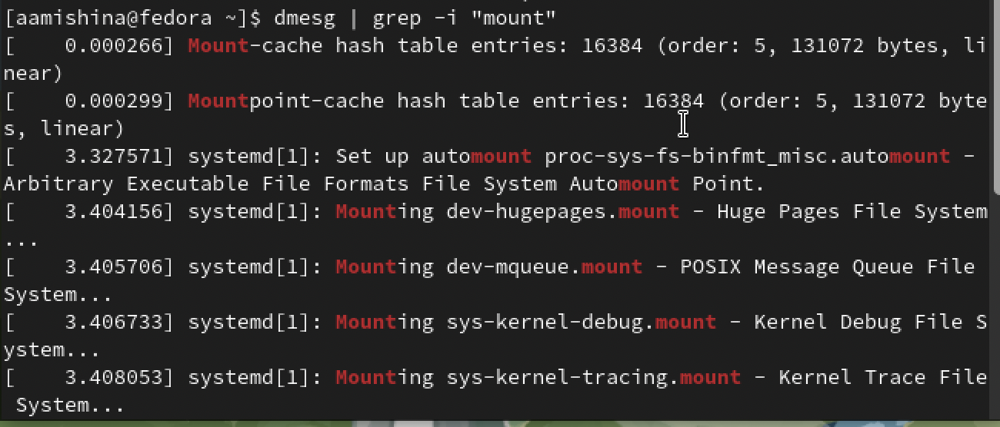 [aamishina@fedora ~]$ dmesg | grep -i "mount"
[    0.000266] Mount-cache hash table entries: 16384 (order: 5, 131072 bytes, li
near)
[    0.000299] Mountpoint-cache hash table entries: 16384 (order: 5, 131072 byte
s, linear)
[    3.327571] systemd[1]: Set up automount proc-sys-fs-binfmt_misc.automount -
Arbitrary Executable File Formats File System Automount Point.
[    3.404156] systemd[1]: Mounting dev-hugepages.mount - Huge Pages File System
...
[    3.405706] systemd[1]: Mounting dev-mqueue.mount - POSIX Message Queue File
System...
[    3.406733] systemd[1]: Mounting sys-kernel-debug.mount - Kernel Debug File S
ystem...
[    3.408053] systemd[1]: Mounting sys-kernel-tracing.mount - Kernel Trace File
 System...